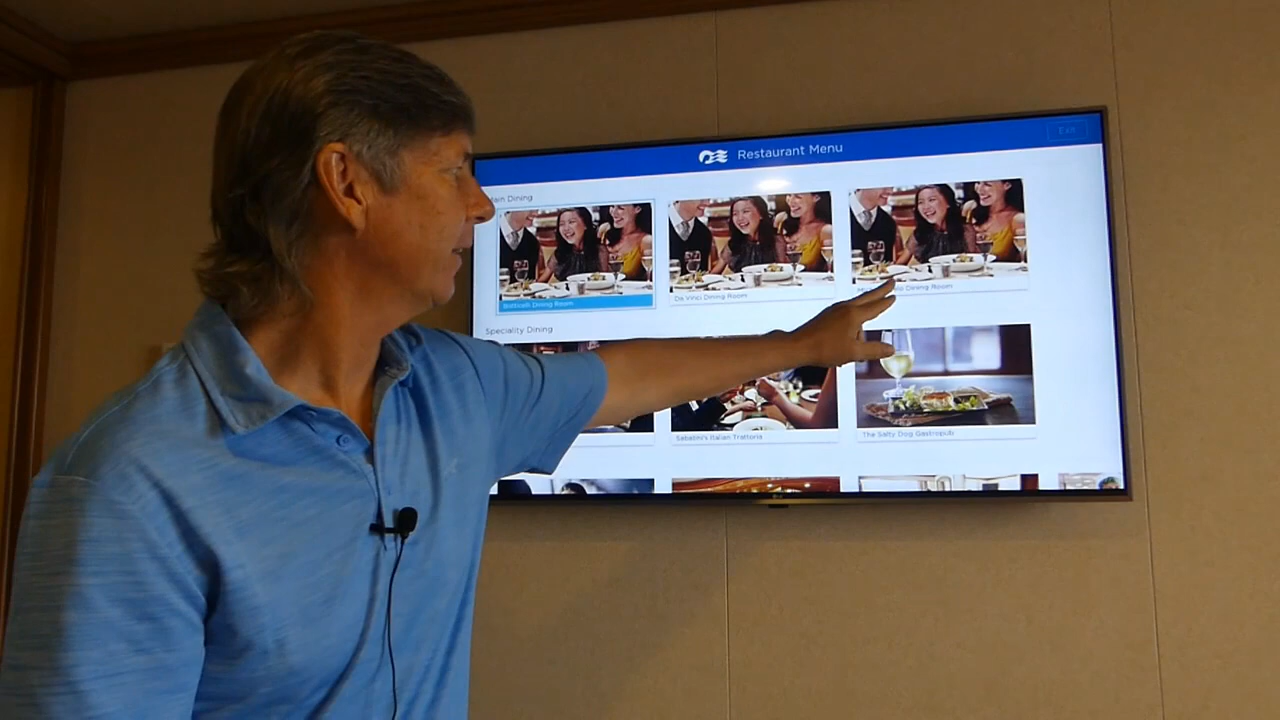 Exit
Restaurant Menu
Main Dining
Botticelli Dining Room
Da Vinci Dining Room
Dining Room
Speciality Dining
Sabatini's Italian Trattoria
The Salty Dog Gastropub
LG